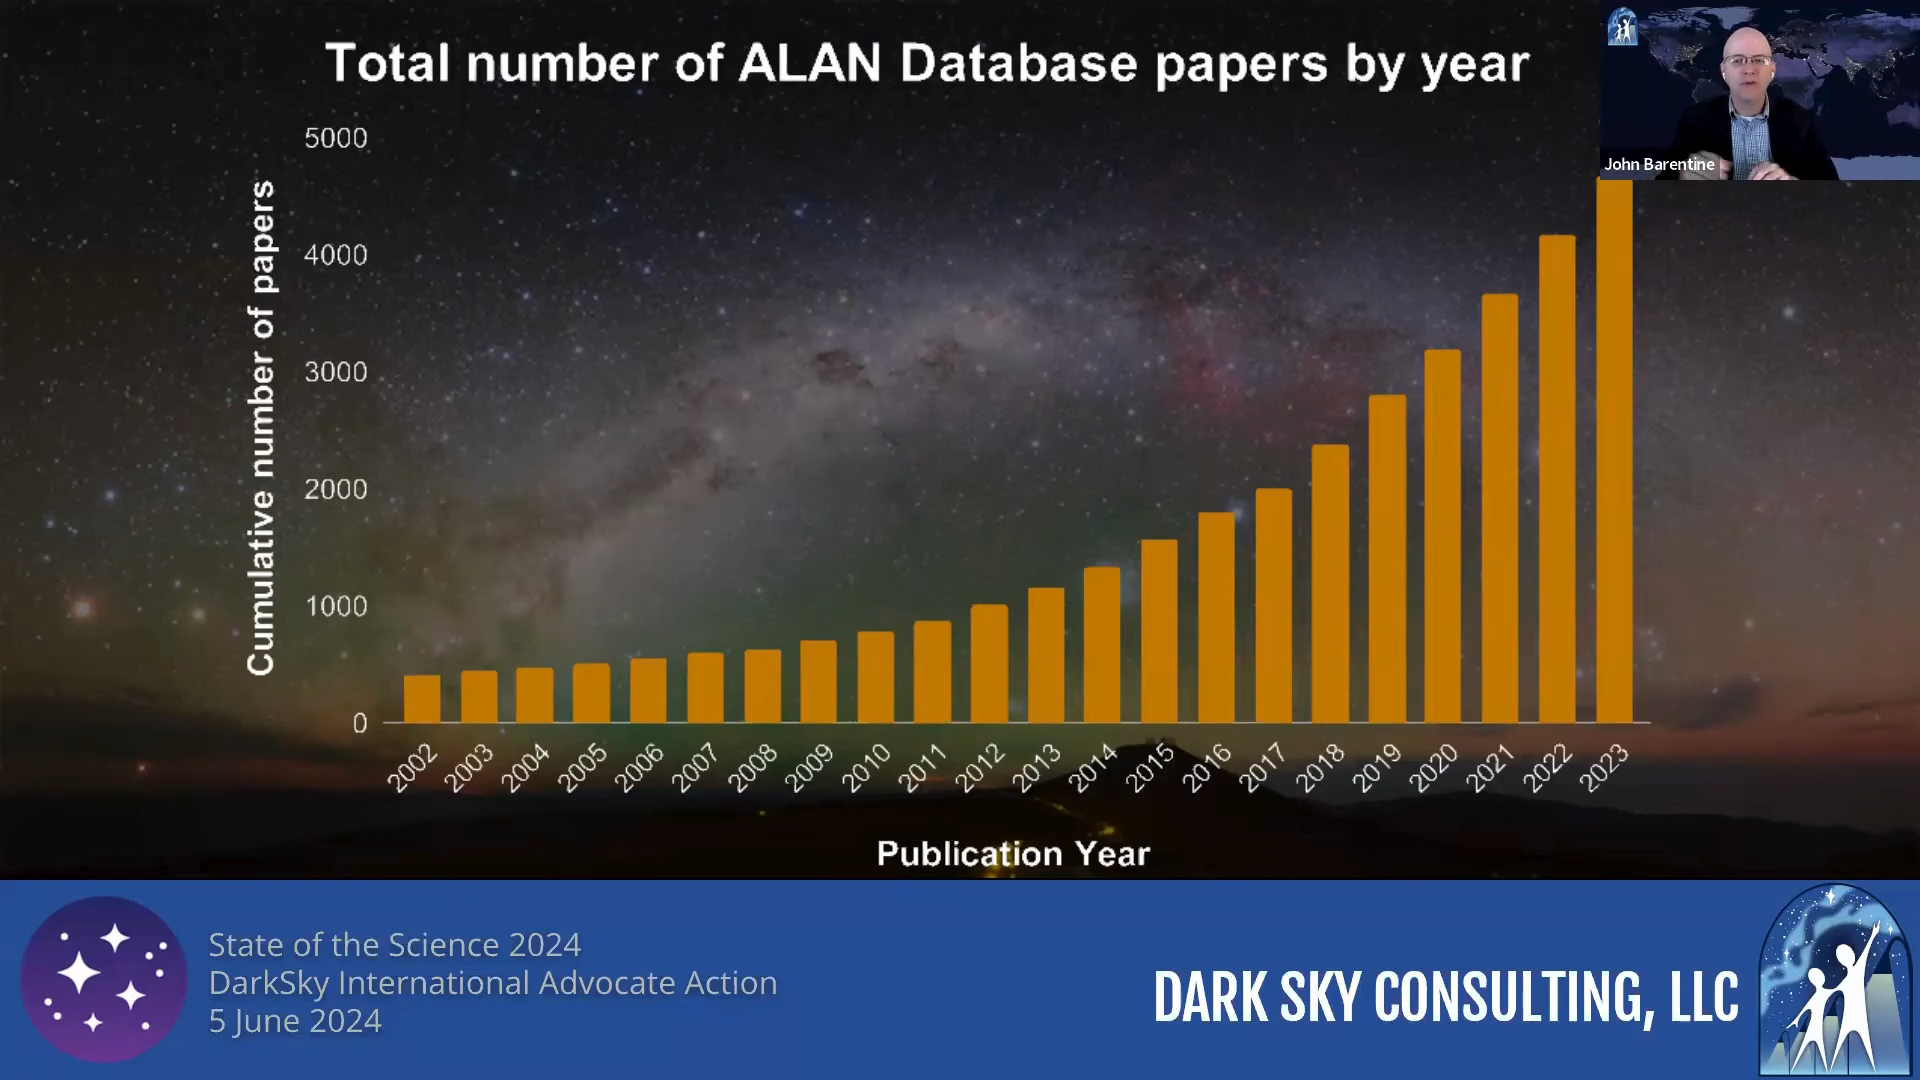 Total number of ALAN Database papers by year
John Barentine
Cumulative number of papers
5000
4000
3000
2000
1000
0
2002 2003 2004 2005 2006 2007 2008 2009 2010 2011 2012 2013 2014 2015 2016 2017 2018 2019 2020 2021 2022 2023
Publication Year
State of the Science 2024
DarkSky International Advocate Action
5 June 2024
DARK SKY CONSULTING, LLC